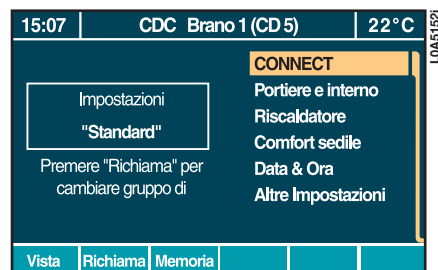 15:07 CDC Brano 1 (CD 5) 22°C
CONNECT
Portiere e interno
Riscaldatore
Comfort sedile
Data & Ora
Altre Impostazioni
Impostazioni
"Standard"
Premere "Richiama" per
cambiare gruppo di
Vista Richiama Memoria
L0A5152i